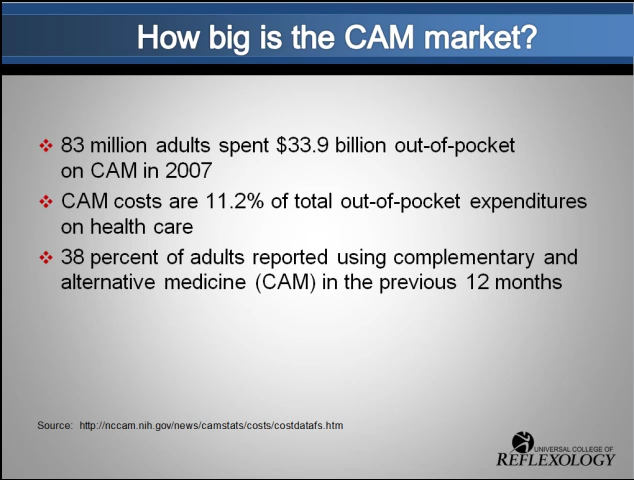 How big is the CAM market?
83 million adults spent $33.9 billion out-of-pocket
on CAM in 2007
CAM costs are 11.2% of total out-of-pocket expenditures
on health care
38 percent of adults reported using complementary and
alternative medicine (CAM) in the previous 12 months
Source: http://nccam.nih.gov/news/camstats/costs/costdatafs.htm
UNIVERSAL COLLEGE OF
REFLEXOLOGY